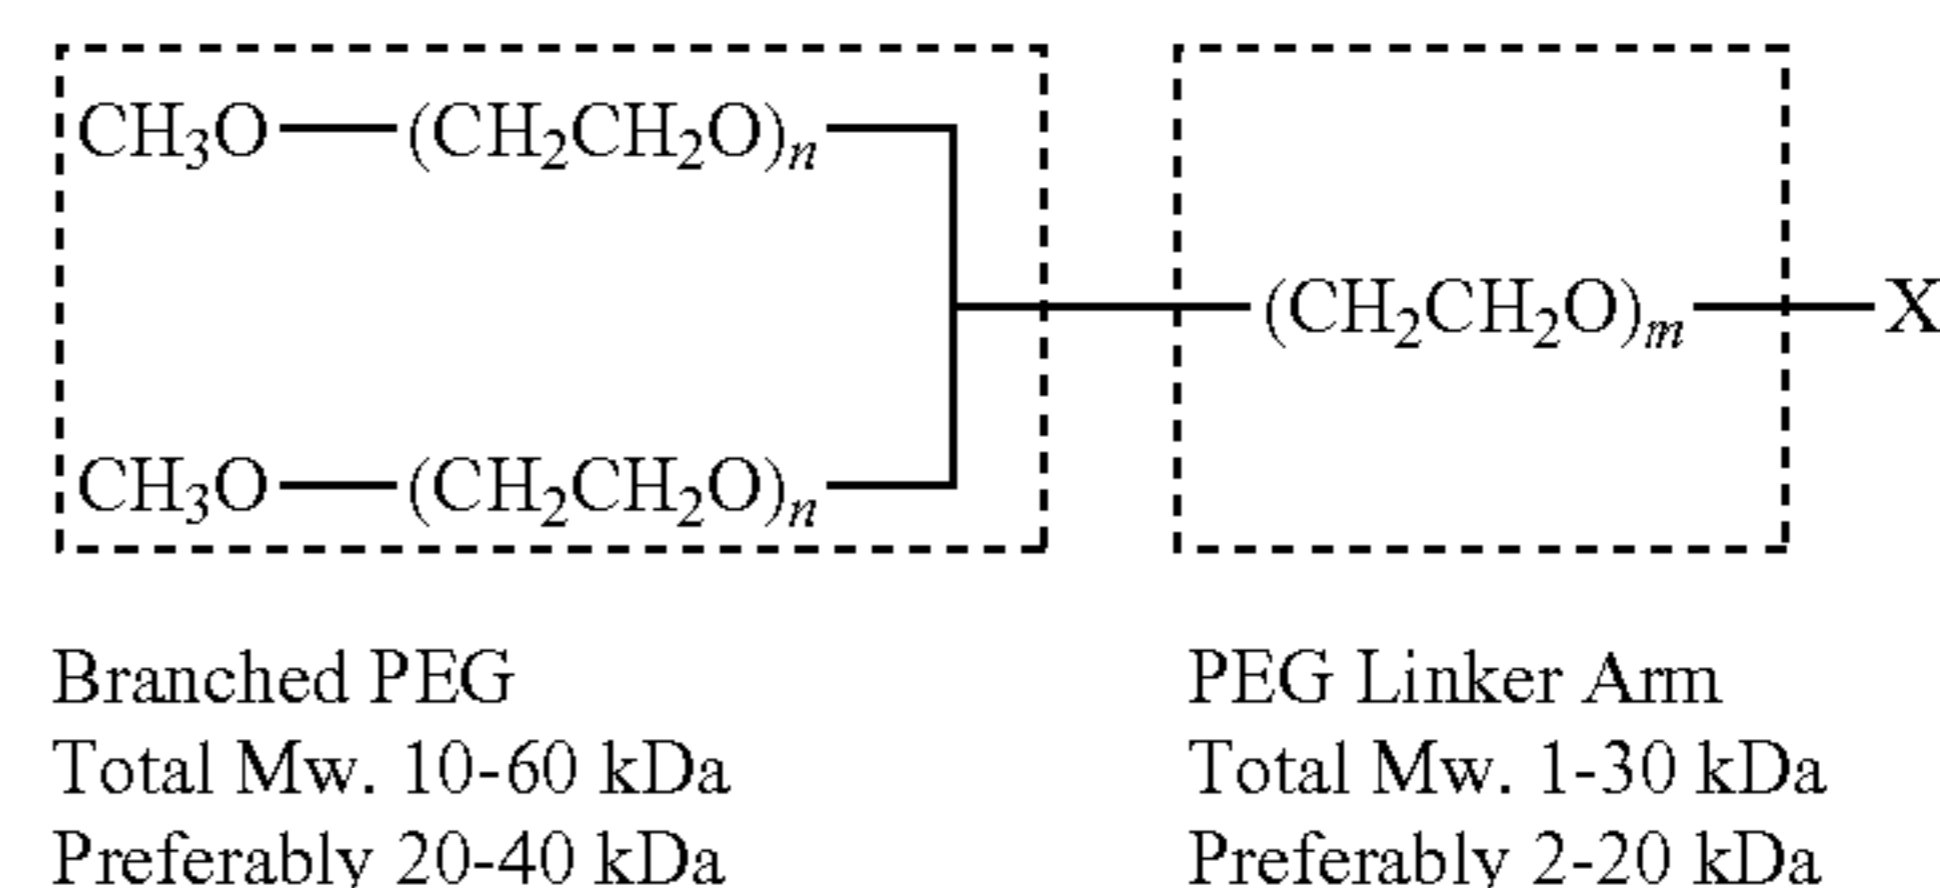 CH₃O—(CH₂CH₂O)ₙ
(CH₂CH₂O)ₘ—X
CH₃O—(CH₂CH₂O)ₙ
Branched PEG
Total Mw. 10-60 kDa
Preferably 20-40 kDa
PEG Linker Arm
Total Mw. 1-30 kDa
Preferably 2-20 kDa